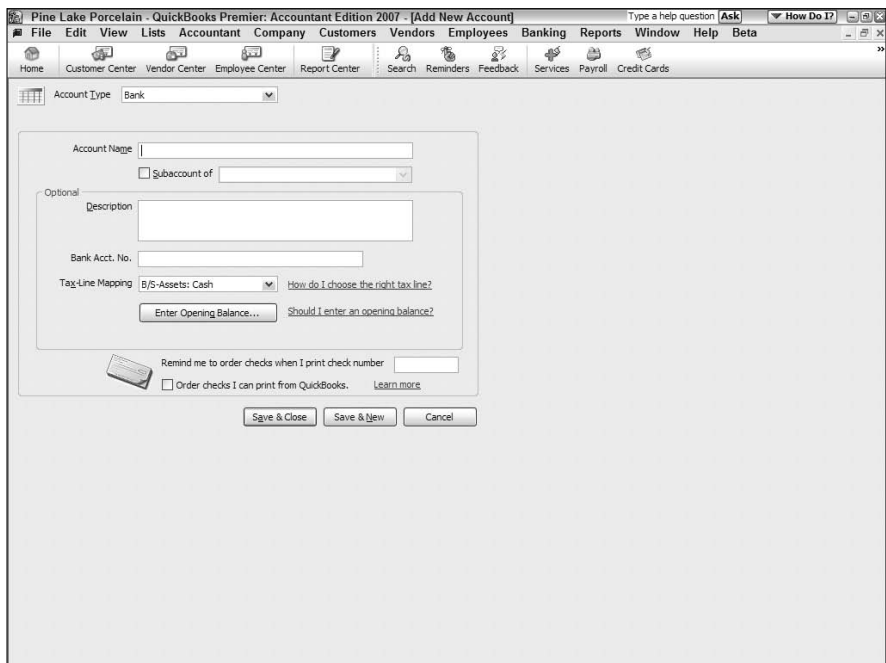 Pine Lake Porcelain - QuickBooks Premier: Accountant Edition 2007 - [Add New Account] Type a help question Ask How Do I?
File Edit View Lists Accountant Company Customers Vendors Employees Banking Reports Window Help Beta
Home Customer Center Vendor Center Employee Center Report Center Search Reminders Feedback Services Payroll Credit Cards
Account Type Bank
Account Name
Subaccount of
Optional
Description
Bank Acct. No.
Tax-Line Mapping B/S-Assets: Cash How do I choose the right tax line?
Enter Opening Balance... Should I enter an opening balance?
Remind me to order checks when I print check number
Order checks I can print from QuickBooks. Learn more
Save & Close Save & New Cancel